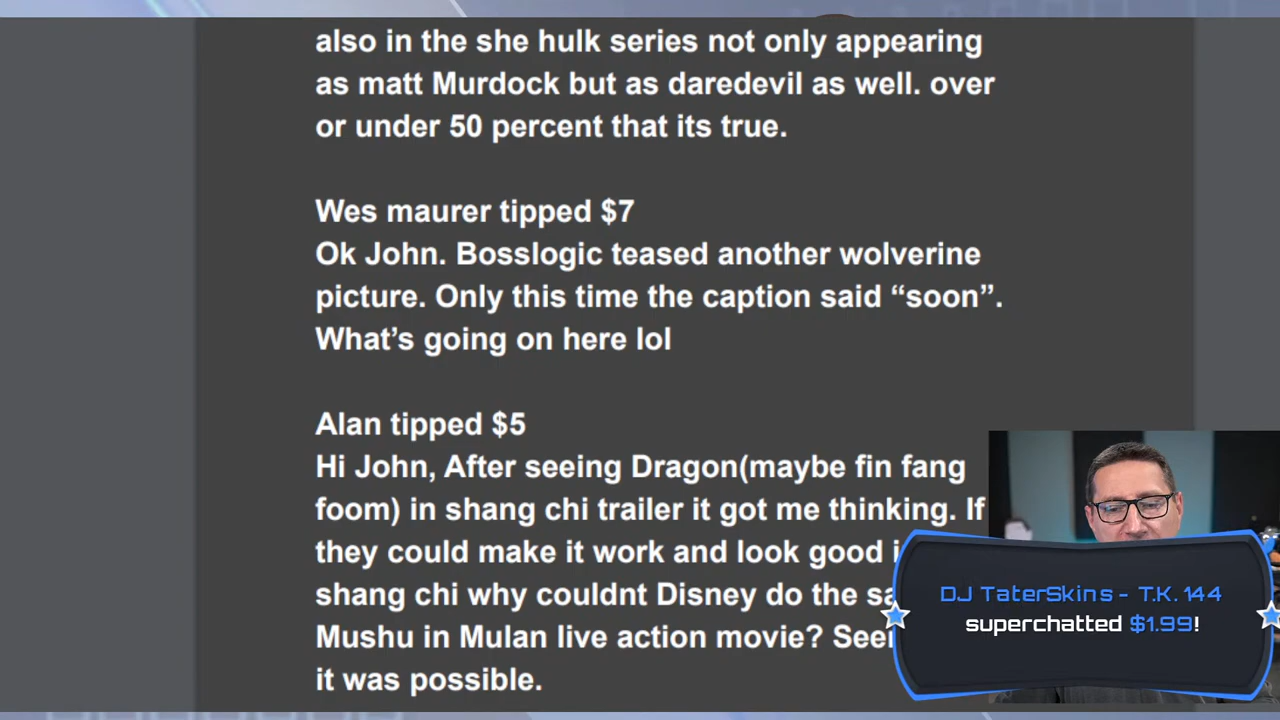 also in the she hulk series not only appearing
as matt Murdock but as daredevil as well. over
or under 50 percent that its true.
Wes maurer tipped $7
Ok John. Bosslogic teased another wolverine
picture. Only this time the caption said “soon”.
What’s going on here lol
Alan tipped $5
Hi John, After seeing Dragon(maybe fin fang
foom) in shang chi trailer it got me thinking. If
they could make it work and look good
shang chi why couldnt Disney do the
Mushu in Mulan live action movie?
it was possible.
DJ TaterSkins - T.K. 144
superchatted $1.99!